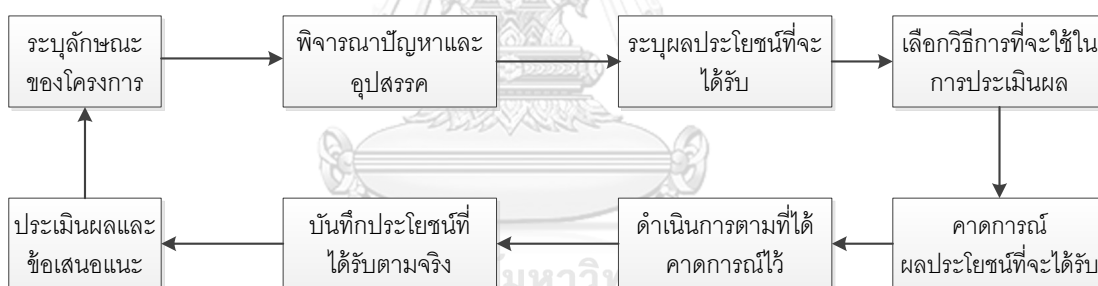 ระบุลักษณะ
ของโครงการ
พิจารณาปัญหาและ
อุปสรรค
ระบุผลประโยชน์ที่จะ
ได้รับ
เลือกวิธีการที่จะใช้ใน
การประเมินผล
ประเมินผลและ
ข้อเสนอแนะ
บันทึกประโยชน์ที่
ได้รับตามจริง
ดำเนินการตามที่ได้
คาดการณ์ไว้
คาดการณ์
ผลประโยชน์ที่จะได้รับ